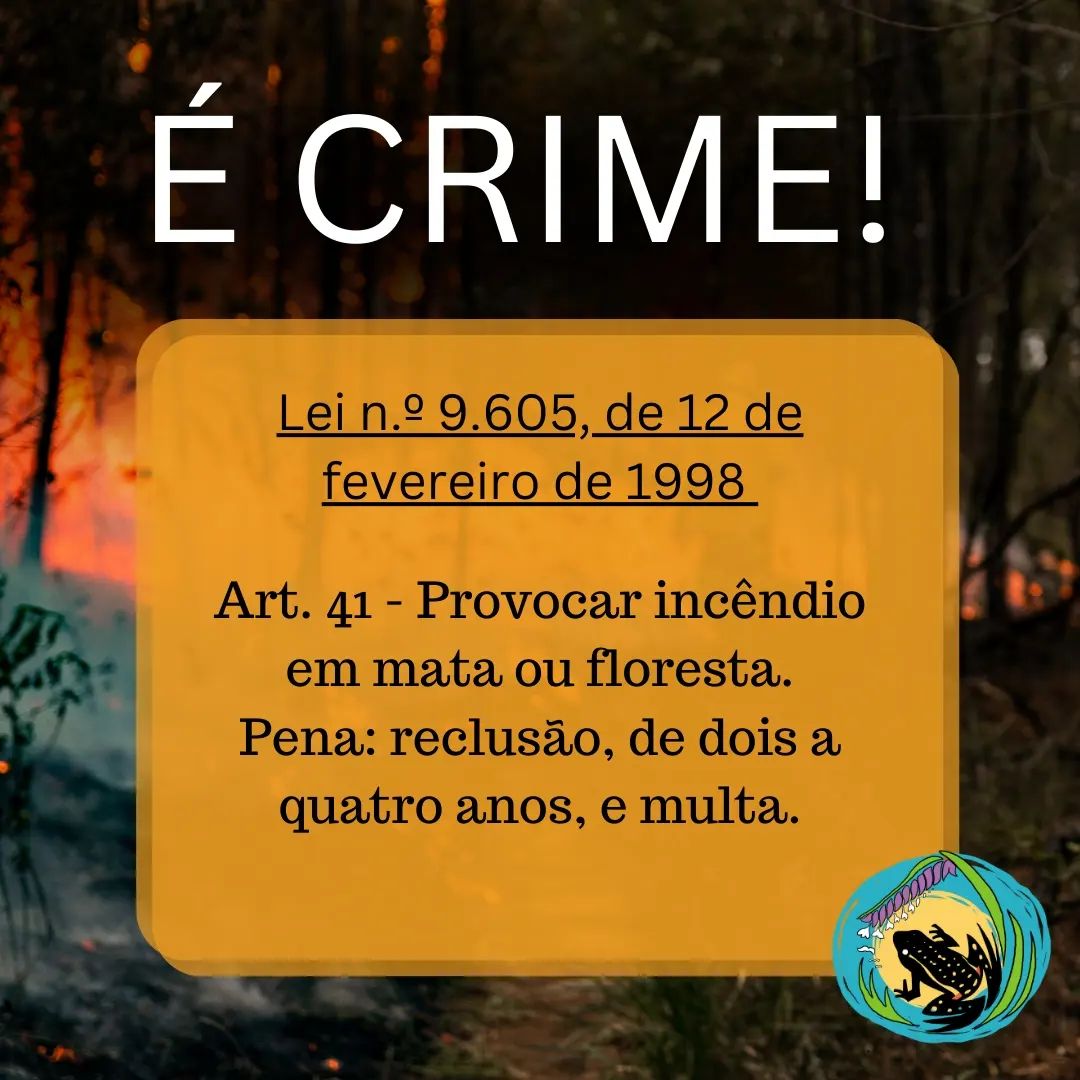 É CRIME!
Lei n.º 9.605, de 12 de
fevereiro de 1998
Art. 41 - Provocar incêndio
em mata ou floresta.
Pena: reclusão, de dois a
quatro anos, e multa.